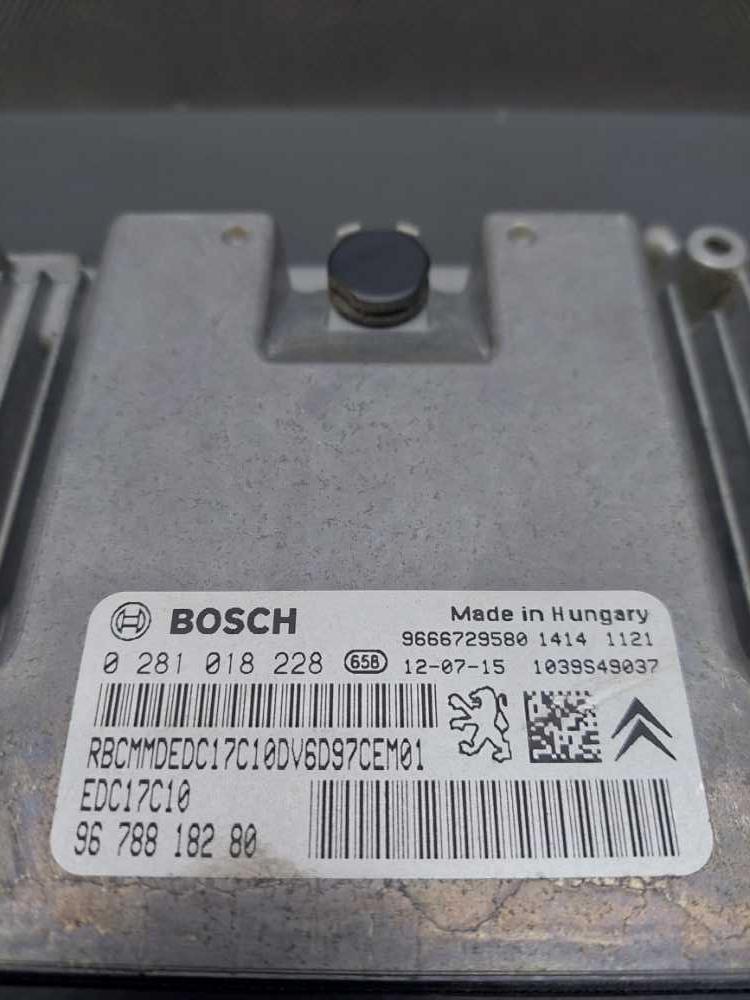 BOSCH
Made in Hungary
9666729580 1414 1121
0 281 018 228 65B 12-07-15 1039S49037
RBCMMDEDC17C10DV6D97CEM01
EDC17C10
96 788 182 80